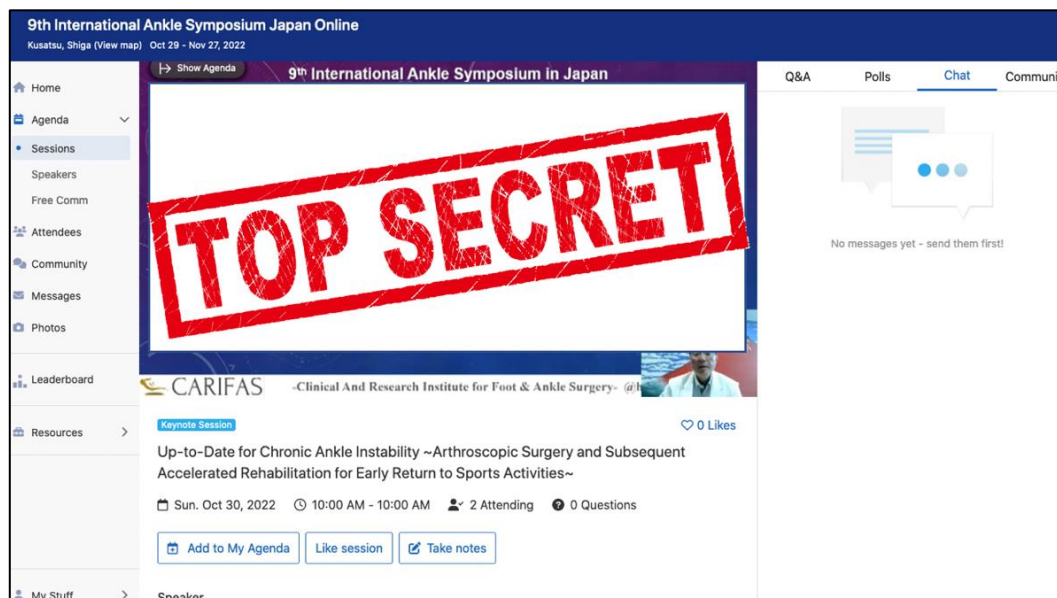 9th International Ankle Symposium Japan Online
Kusatsu, Shiga (View map) Oct 29 - Nov 27, 2022
Home
Agenda
Sessions
Speakers
Free Comm
Attendees
Community
Messages
Photos
Leaderboard
Resources
My Stuff
Show Agenda
9th International Ankle Symposium in Japan
TOP SECRET
CARIFAS -Clinical And Research Institute for Foot & Ankle Surgery-
Keynote Session
0 Likes
Up-to-Date for Chronic Ankle Instability ~Arthroscopic Surgery and Subsequent
Accelerated Rehabilitation for Early Return to Sports Activities~
Sun. Oct 30, 2022 10:00 AM - 10:00 AM 2 Attending 0 Questions
Add to My Agenda Like session Take notes
Speaker
Q&A Polls Chat Communi
No messages yet - send them first!